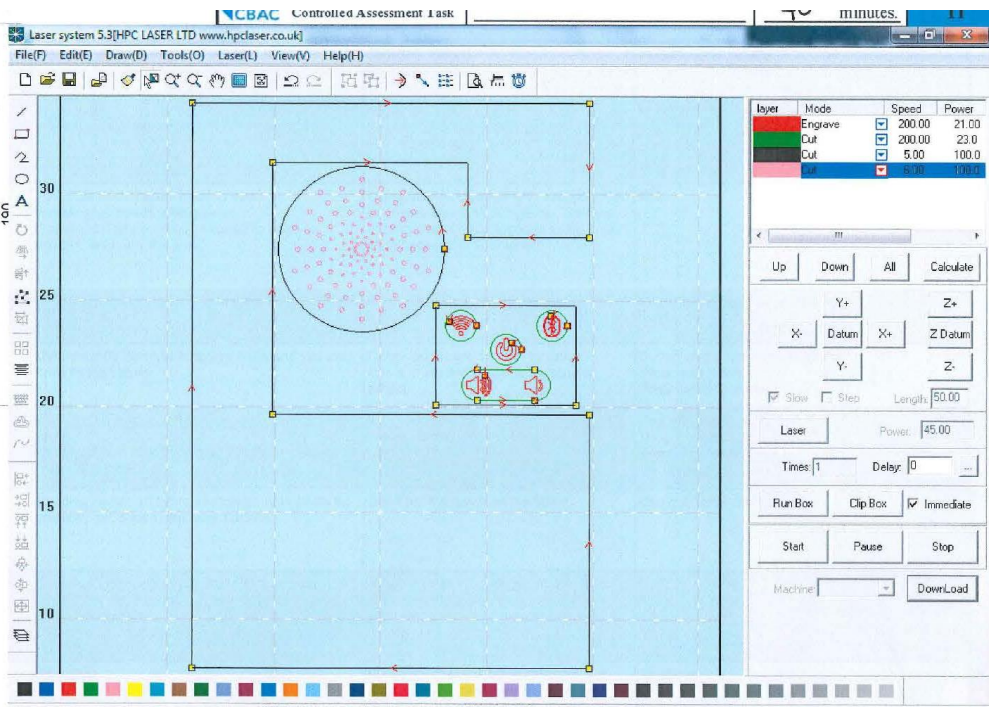 CBAC Controlled Assessment Task
minutes. 11
Laser system 5.3[HPC LASER LTD www.hpclaser.co.uk]
File(F) Edit(E) Draw(D) Tools(O) Laser(L) View(V) Help(H)
layer Mode Speed Power
Engrave 200.00 21.00
Cut 200.00 23.0
Cut 5.00 100.0
Cut 100.0
Up Down All Calculate
Y+ Z+
X- Datum X+ Z Datum
Y- Z-
Slow Step Length: 50.00
Laser Power: 45.00
Times: 1 Delay: 0 ...
Run Box Clip Box Immediate
Start Pause Stop
Machine: DownLoad
A
190
30
25
20
15
10